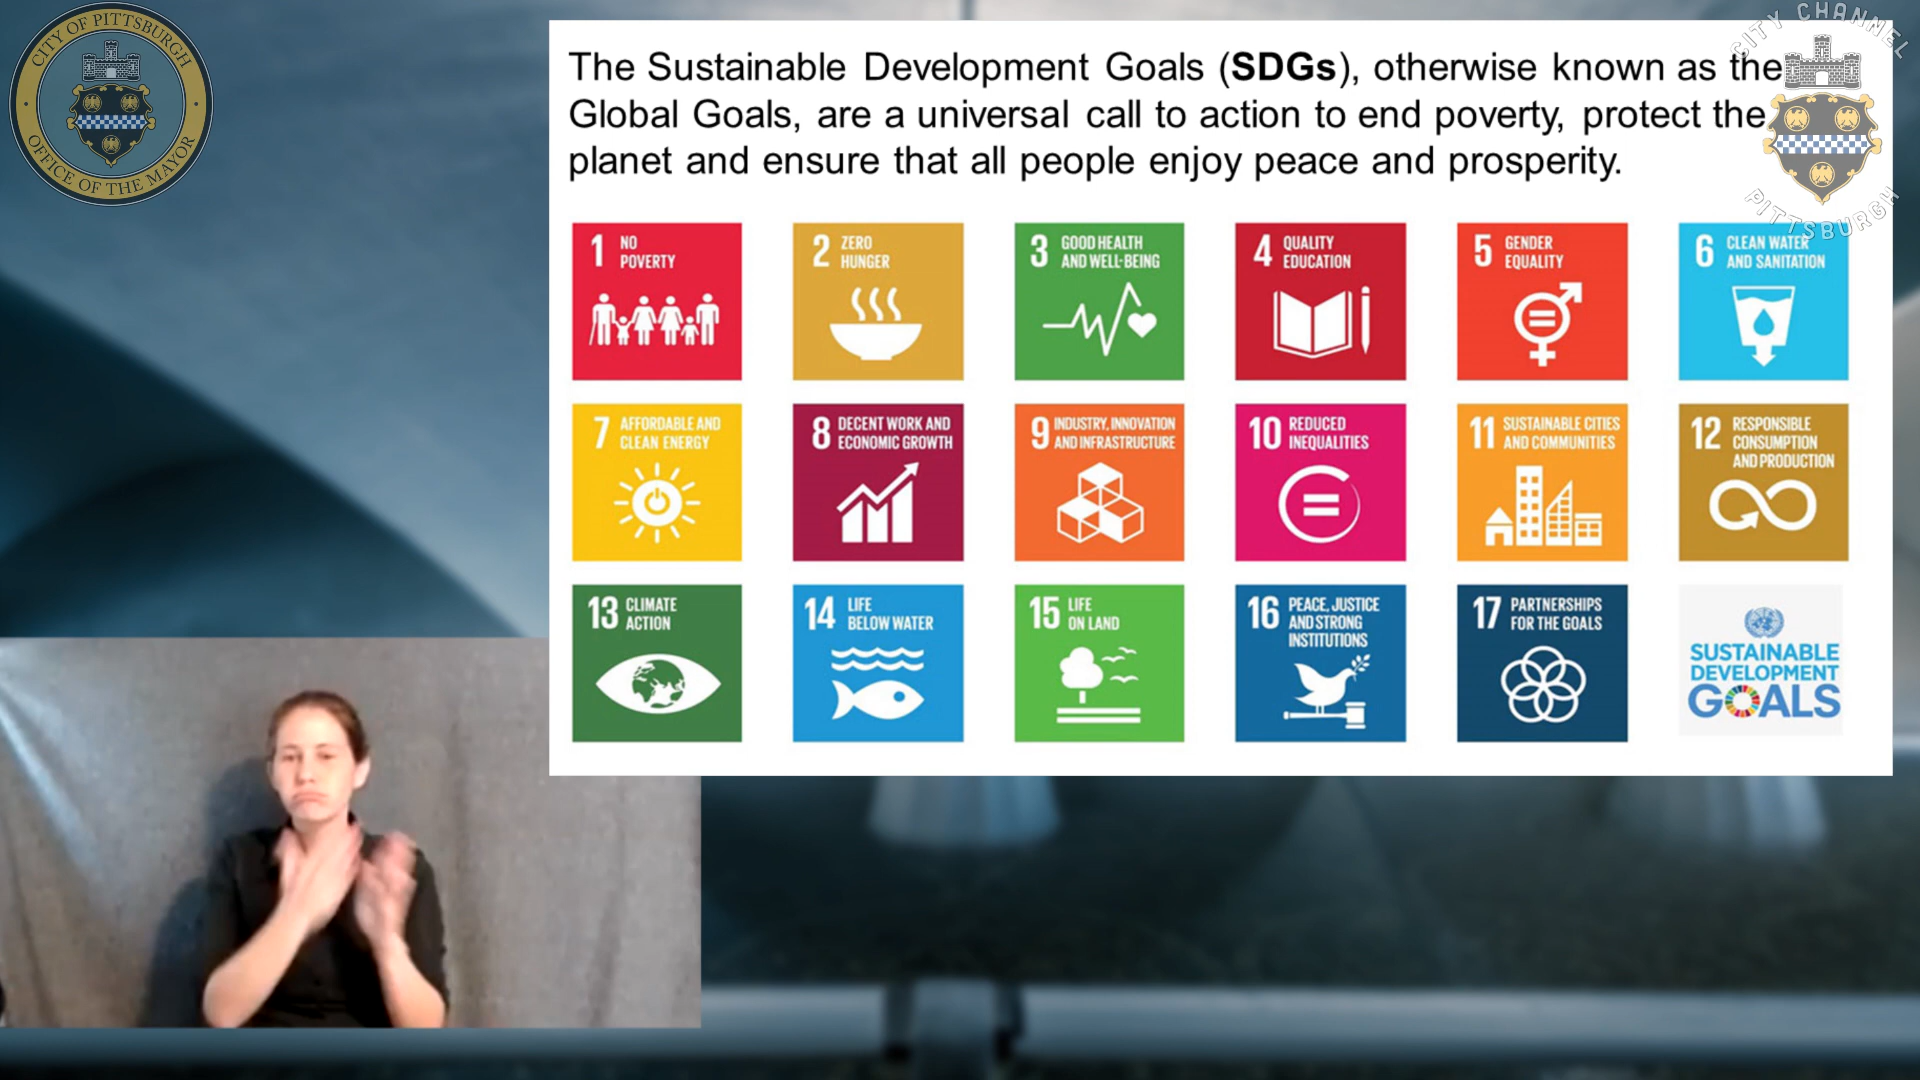 CITY OF PITTSBURGH
OFFICE OF THE MAYOR
CITY CHANNEL
PITTSBURGH
The Sustainable Development Goals (SDGs), otherwise known as the
Global Goals, are a universal call to action to end poverty, protect the
planet and ensure that all people enjoy peace and prosperity.
1 NO
POVERTY
2 ZERO
HUNGER
3 GOOD HEALTH
AND WELL-BEING
4 QUALITY
EDUCATION
5 GENDER
EQUALITY
6 CLEAN WATER
AND SANITATION
7 AFFORDABLE AND
CLEAN ENERGY
8 DECENT WORK AND
ECONOMIC GROWTH
9 INDUSTRY, INNOVATION
AND INFRASTRUCTURE
10 REDUCED
INEQUALITIES
11 SUSTAINABLE CITIES
AND COMMUNITIES
12 RESPONSIBLE
CONSUMPTION
AND PRODUCTION
13 CLIMATE
ACTION
14 LIFE
BELOW WATER
15 LIFE
ON LAND
16 PEACE, JUSTICE
AND STRONG
INSTITUTIONS
17 PARTNERSHIPS
FOR THE GOALS
SUSTAINABLE
DEVELOPMENT
GOALS